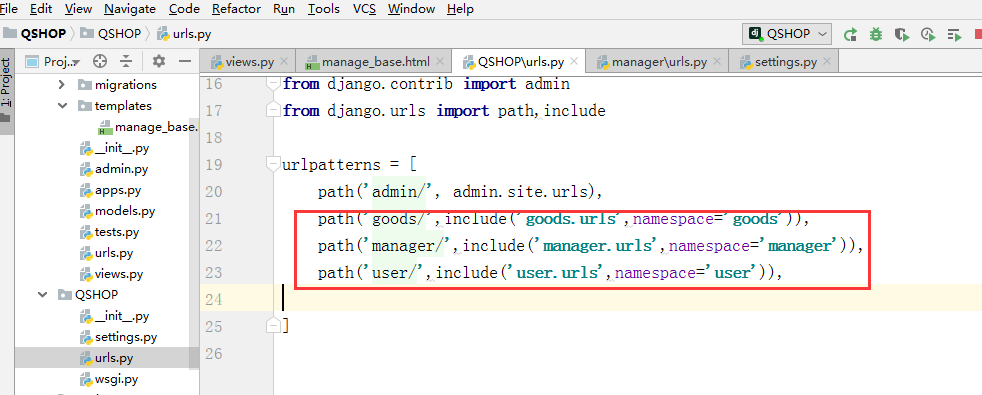 File Edit View Navigate Code Refactor Run Tools VCS Window Help
QSHOP QSHOP urls.py QSHOP
1: Project
Proj..
views.py manage_base.html QSHOP\urls.py manager\urls.py settings.py
migrations
templates
manage_base.
__init__.py
admin.py
apps.py
models.py
tests.py
urls.py
views.py
QSHOP
__init__.py
settings.py
urls.py
wsgi.py
16 from django.contrib import admin
17 from django.urls import path,include
18
19 urlpatterns = [
20 path('admin/', admin.site.urls),
21 path('goods/',include('goods.urls',namespace='goods')),
22 path('manager/',include('manager.urls',namespace='manager')),
23 path('user/',include('user.urls',namespace='user')),
24
25 ]
26